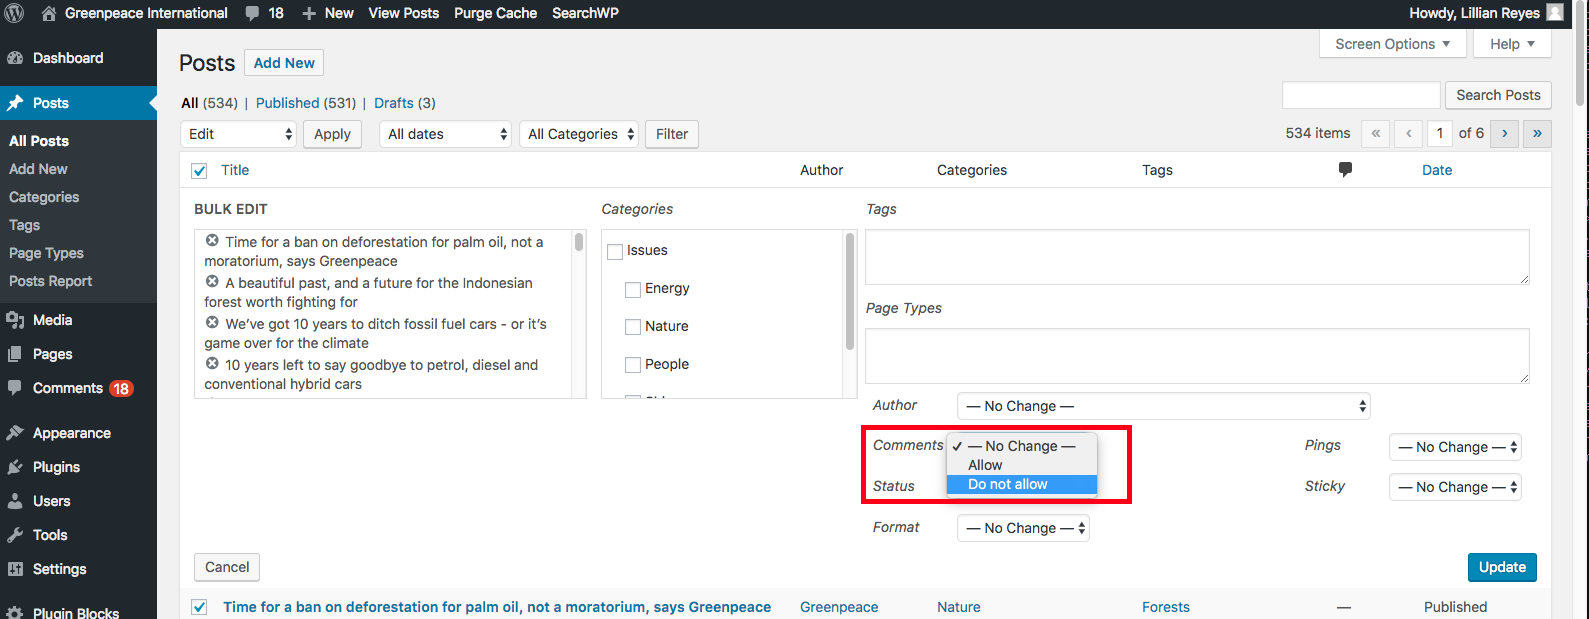 Greenpeace International 18 New View Posts Purge Cache SearchWP Howdy, Lillian Reyes
Dashboard
Posts
All Posts
Add New
Categories
Tags
Page Types
Posts Report
Media
Pages
Comments 18
Appearance
Plugins
Users
Tools
Settings
Plugin Blocks
Screen Options Help
Posts Add New
All (534) | Published (531) | Drafts (3)
Search Posts
Edit Apply All dates All Categories Filter
534 items « ‹ 1 of 6 › »
Title Author Categories Tags Date
BULK EDIT
Time for a ban on deforestation for palm oil, not a
moratorium, says Greenpeace
A beautiful past, and a future for the Indonesian
forest worth fighting for
We've got 10 years to ditch fossil fuel cars - or it's
game over for the climate
10 years left to say goodbye to petrol, diesel and
conventional hybrid cars
Categories
Issues
Energy
Nature
People
Tags
Page Types
Author — No Change —
Comments ✓ — No Change —
Allow
Do not allow
Pings — No Change —
Status
Sticky — No Change —
Format — No Change —
Cancel Update
Time for a ban on deforestation for palm oil, not a moratorium, says Greenpeace Greenpeace Nature Forests — Published